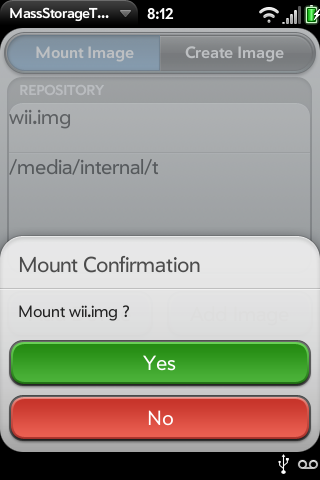 MassStorageT... 8:12
Mount Image Create Image
REPOSITORY
wii.img
/media/internal/t
Mount Confirmation
Mount wii.img ?
Yes
No